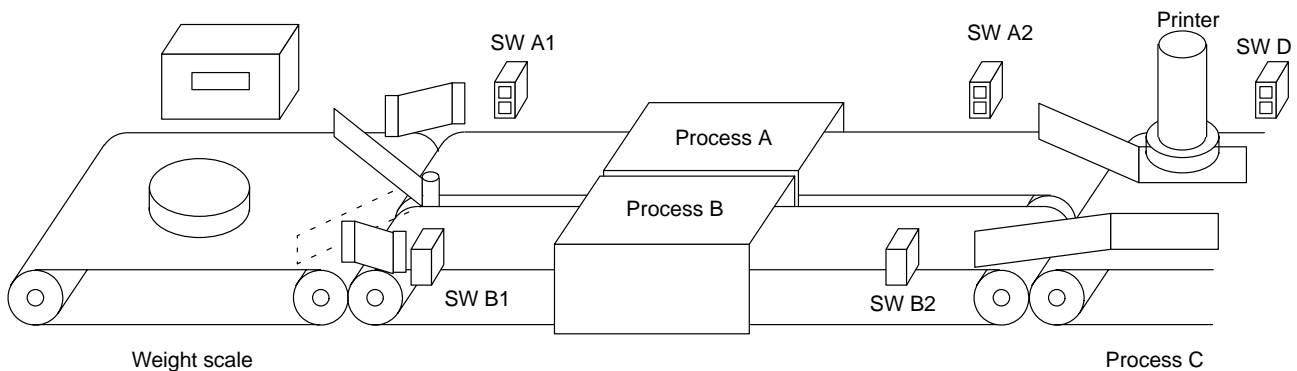 Printer
SW A1
SW A2
SW D
Process A
Process B
SW B1
SW B2
Weight scale
Process C